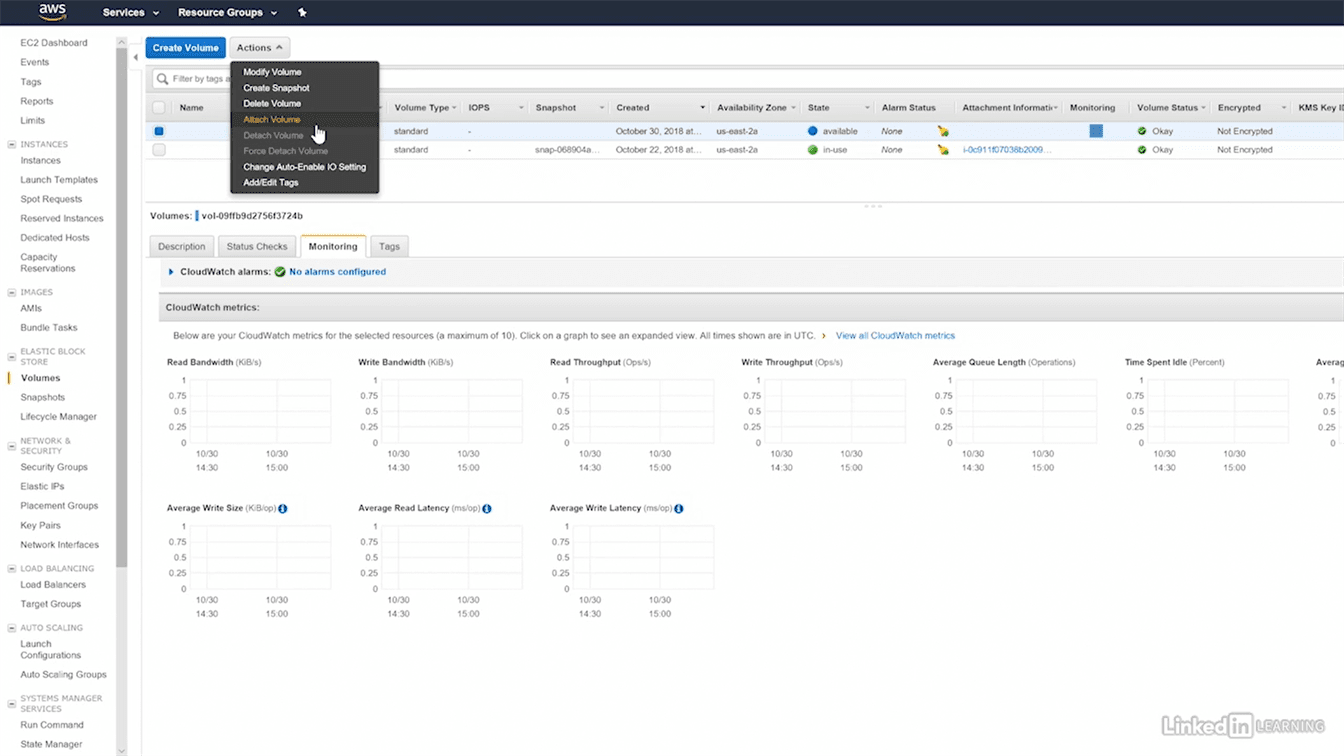 aws Services Resource Groups
EC2 Dashboard
Events
Tags
Reports
Limits
INSTANCES
Instances
Launch Templates
Spot Requests
Reserved Instances
Dedicated Hosts
Capacity
Reservations
IMAGES
AMIs
Bundle Tasks
ELASTIC BLOCK
STORE
Volumes
Snapshots
Lifecycle Manager
NETWORK &
SECURITY
Security Groups
Elastic IPs
Placement Groups
Key Pairs
Network Interfaces
LOAD BALANCING
Load Balancers
Target Groups
AUTO SCALING
Launch
Configurations
Auto Scaling Groups
SYSTEMS MANAGER
SERVICES
Run Command
State Manager
Create Volume Actions
Filter by tags a
Modify Volume
Create Snapshot
Delete Volume
Attach Volume
Detach Volume
Force Detach Volume
Change Auto-Enable IO Setting
Add/Edit Tags
Name Volume Type IOPS Snapshot Created Availability Zone State Alarm Status Attachment Informati Monitoring Volume Status Encrypted KMS Key ID
standard - October 30, 2018 at... us-east-2a available None Okay Not Encrypted
standard - snap-068904a... October 22, 2018 at... us-east-2a in-use None i-0c911f07038b2009... Okay Not Encrypted
Volumes: vol-09ffb9d2756f3724b
Description Status Checks Monitoring Tags
CloudWatch alarms: No alarms configured
CloudWatch metrics:
Below are your CloudWatch metrics for the selected resources (a maximum of 10). Click on a graph to see an expanded view. All times shown are in UTC. › View all CloudWatch metrics
Read Bandwidth (KiB/s)
1
0.75
0.5
0.25
0
10/30 10/30
14:30 15:00
Write Bandwidth (KiB/s)
1
0.75
0.5
0.25
0
10/30 10/30
14:30 15:00
Read Throughput (Ops/s)
1
0.75
0.5
0.25
0
10/30 10/30
14:30 15:00
Write Throughput (Ops/s)
1
0.75
0.5
0.25
0
10/30 10/30
14:30 15:00
Average Queue Length (Operations)
1
0.75
0.5
0.25
0
10/30 10/30
14:30 15:00
Time Spent Idle (Percent)
1
0.75
0.5
0.25
0
10/30 10/30
14:30 15:00
Averag
1
0.75
0.5
0.25
0
Average Write Size (KiB/op)
1
0.75
0.5
0.25
0
10/30 10/30
14:30 15:00
Average Read Latency (ms/op)
1
0.75
0.5
0.25
0
10/30 10/30
14:30 15:00
Average Write Latency (ms/op)
1
0.75
0.5
0.25
0
10/30 10/30
14:30 15:00
Linked in LEARNING